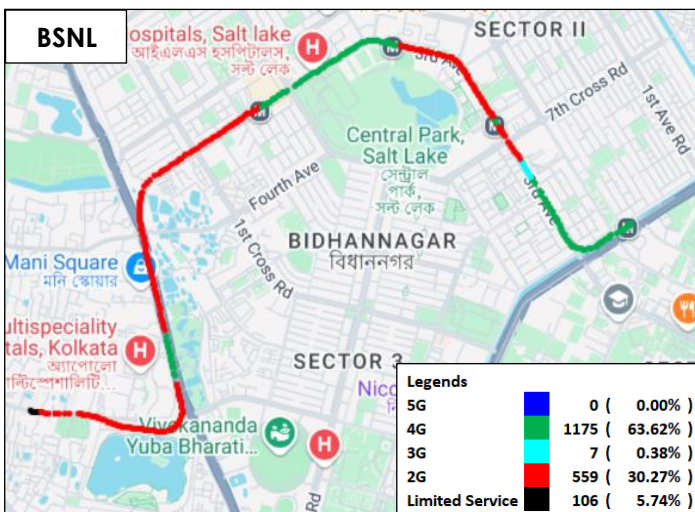 BSNL
ospitals, Salt lake
আইএলএস হসপিটালস,
সল্ট লেক
SECTOR II
3rd Ave
7th Cross Rd
1st Ave Rd
Central Park,
Salt Lake
সেন্ট্রাল
পার্ক,
সল্ট লেক
Fourth Ave
3rd Ave
1st Cross Rd
BIDHANNAGAR
বিধাননগর
Mani Square
মনি স্কোয়ার
ultispeciality
tals, Kolkata
অ্যাপোলো
ান্টিস্পেশালিটি...
SECTOR 3
Nicc
Vivekananda
Yuba Bharati...
Rd
Legends
5G 0 ( 0.00% )
4G 1175 ( 63.62% )
3G 7 ( 0.38% )
2G 559 ( 30.27% )
Limited Service 106 ( 5.74% )